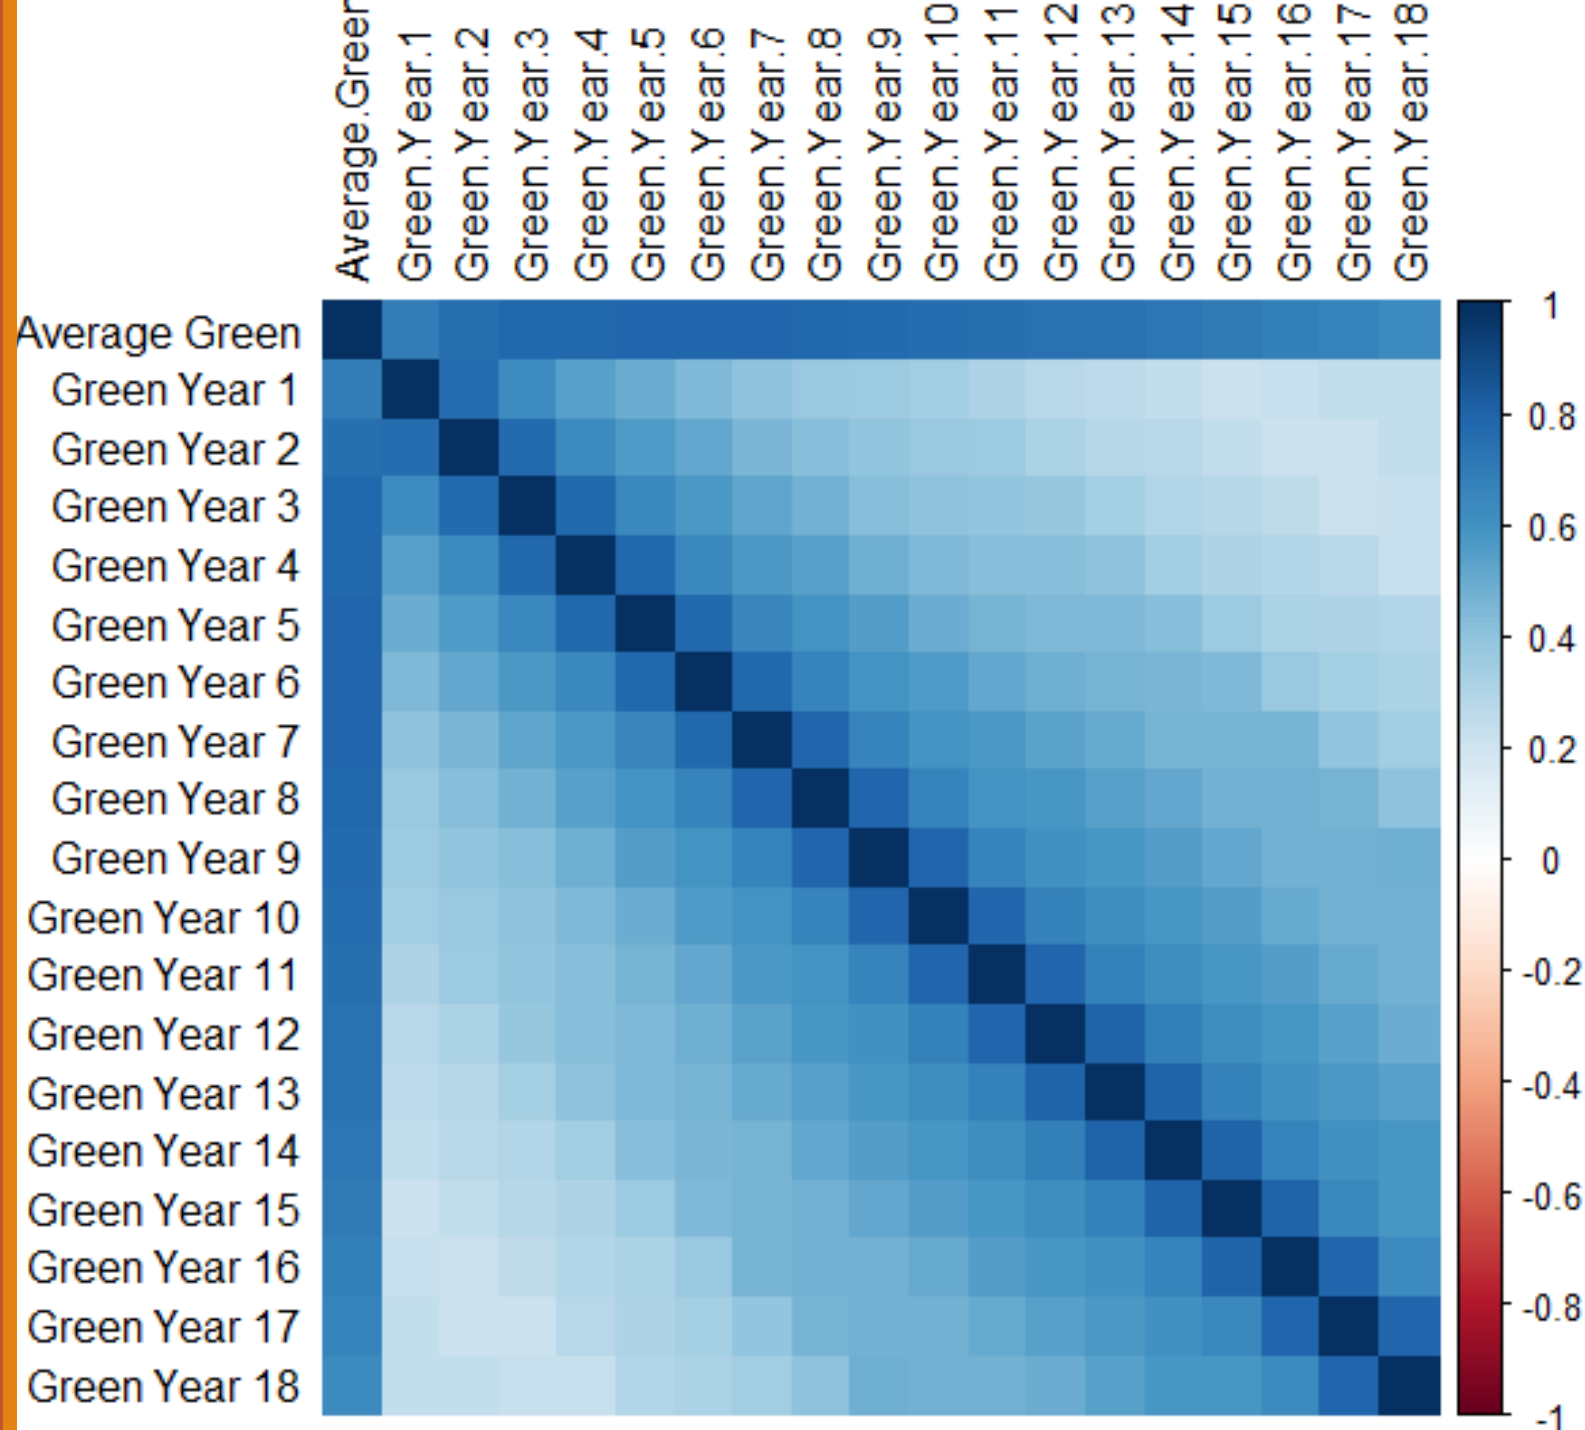 Average.Green
Green.Year.1
Green.Year.2
Green.Year.3
Green.Year.4
Green.Year.5
Green.Year.6
Green.Year.7
Green.Year.8
Green.Year.9
Green.Year.10
Green.Year.11
Green.Year.12
Green.Year.13
Green.Year.14
Green.Year.15
Green.Year.16
Green.Year.17
Green.Year.18
Average Green
Green Year 1
Green Year 2
Green Year 3
Green Year 4
Green Year 5
Green Year 6
Green Year 7
Green Year 8
Green Year 9
Green Year 10
Green Year 11
Green Year 12
Green Year 13
Green Year 14
Green Year 15
Green Year 16
Green Year 17
Green Year 18
1
0.8
0.6
0.4
0.2
0
-0.2
-0.4
-0.6
-0.8
-1